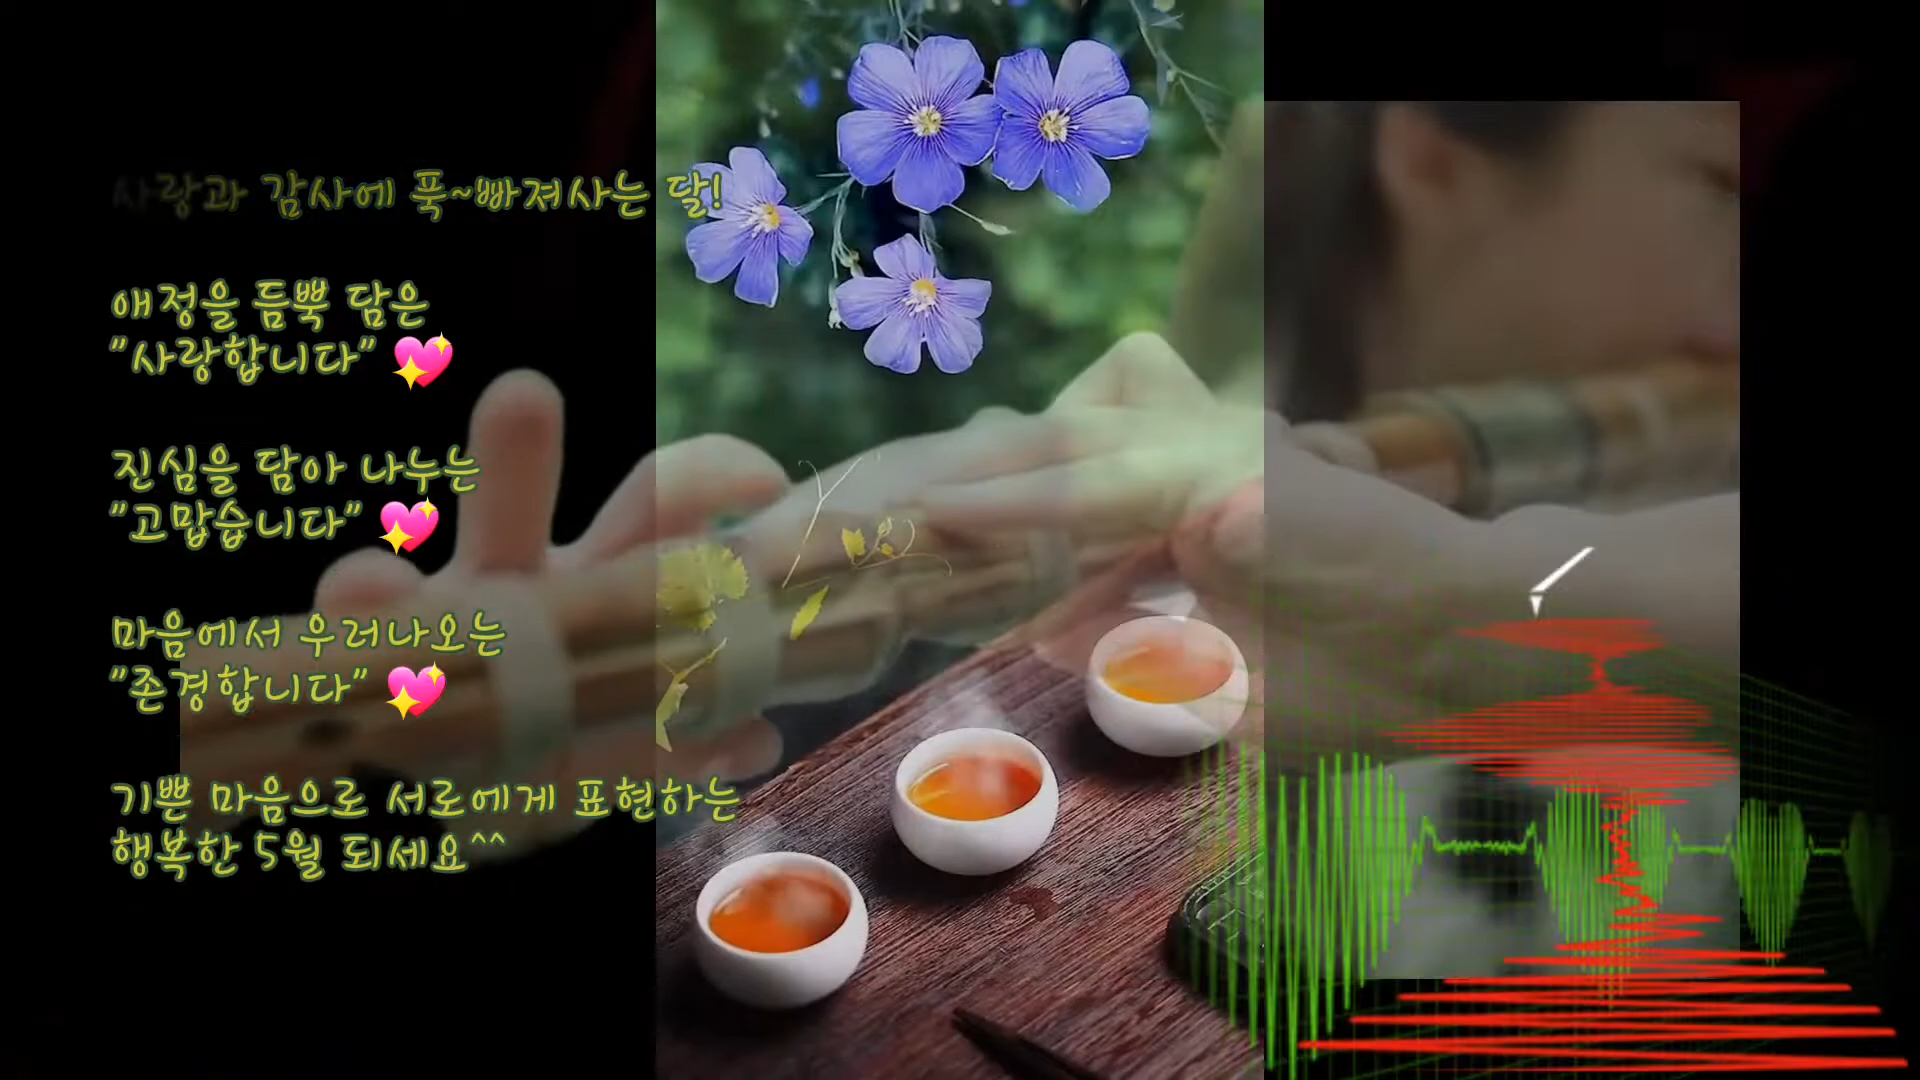 사랑과 감사에 푹~빠져사는 달!
애정을 듬뿍 담은
"사랑합니다" 💖
진심을 담아 나누는
"고맙습니다" 💖
마음에서 우러나오는
"존경합니다" 💖
기쁜 마음으로 서로에게 표현하는
행복한 5월 되세요^^